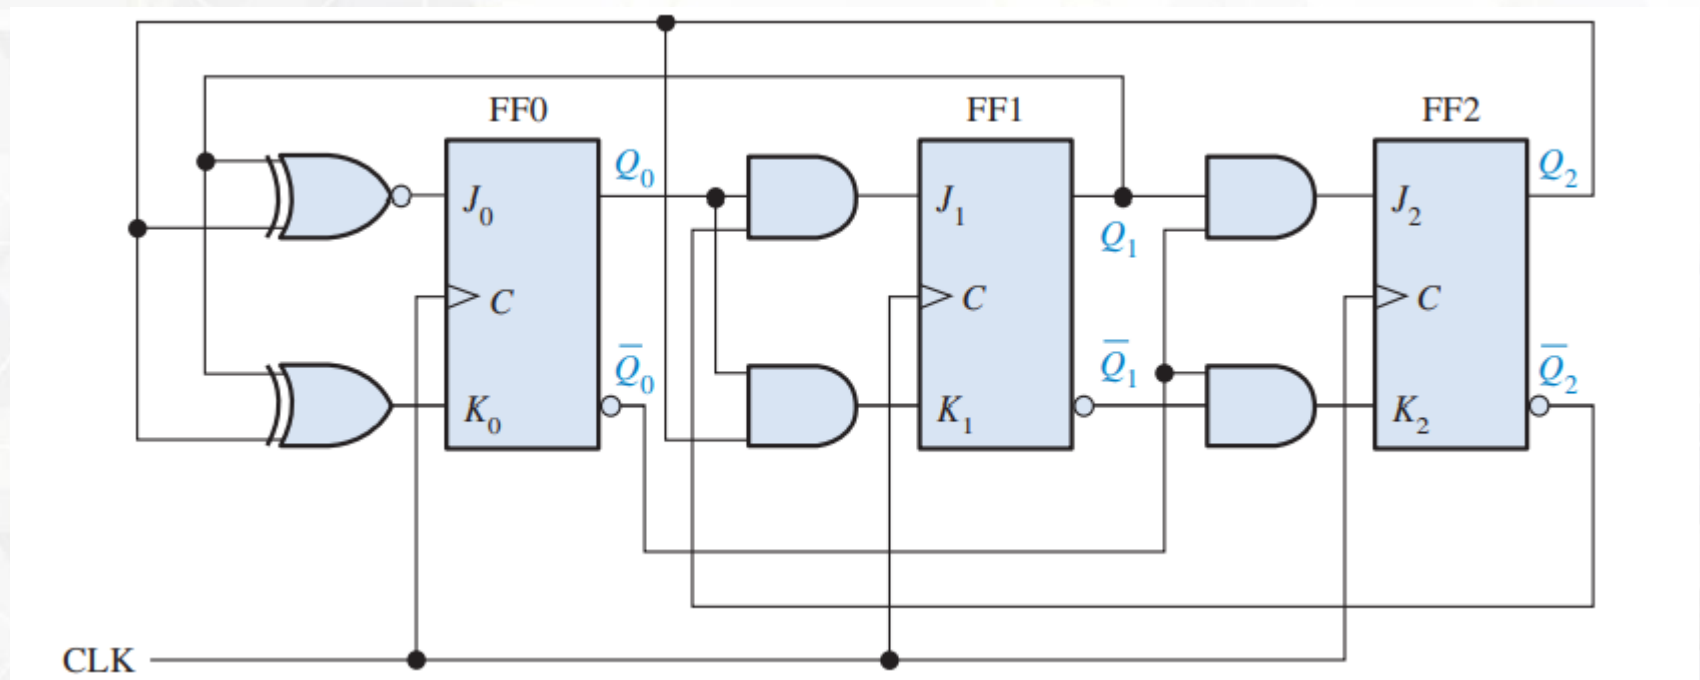 FF0
FF1
FF2
Q₀
Q₂
J₀
J₁
J₂
Q₁
C
C
C
Q̅₀
Q̅₁
Q̅₂
K₀
K₁
K₂
CLK